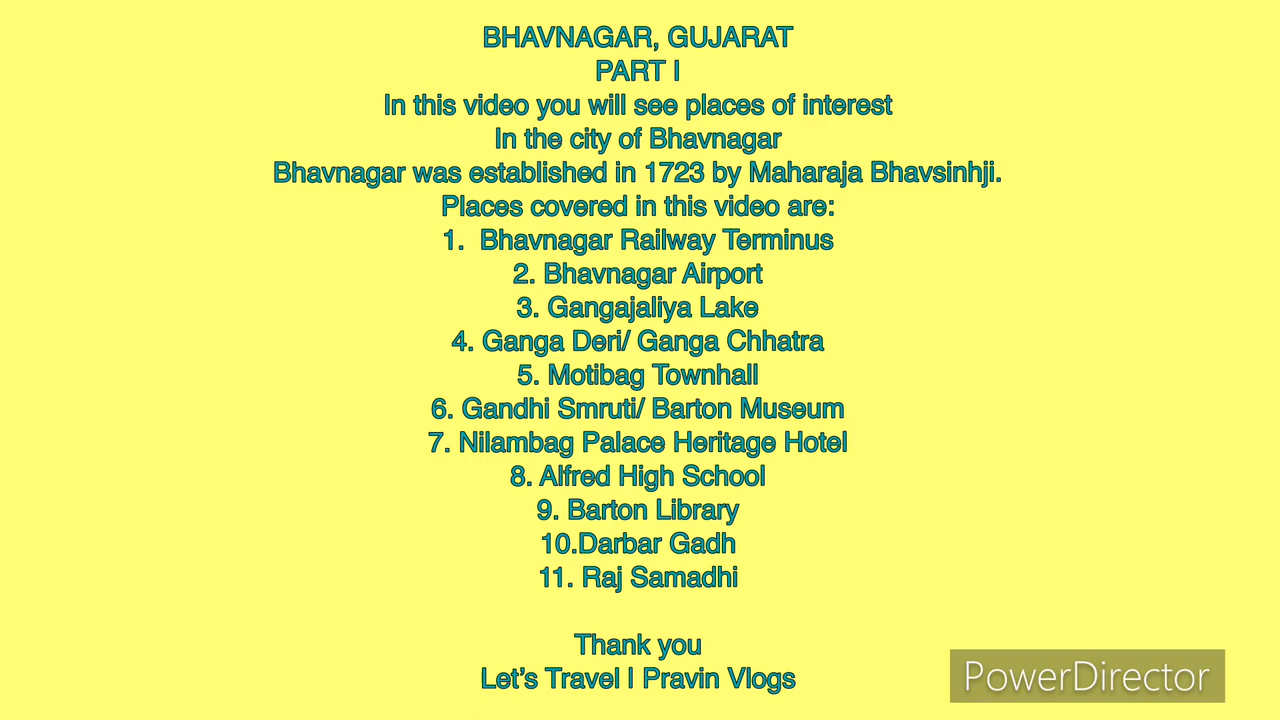 BHAVNAGAR, GUJARAT
PART I
In this video you will see places of interest
In the city of Bhavnagar
Bhavnagar was established in 1723 by Maharaja Bhavsinhji.
Places covered in this video are:
1.  Bhavnagar Railway Terminus
2. Bhavnagar Airport
3. Gangajaliya Lake
4. Ganga Deri/ Ganga Chhatra
5. Motibag Townhall
6. Gandhi Smruti/ Barton Museum
7. Nilambag Palace Heritage Hotel
8. Alfred High School
9. Barton Library
10.Darbar Gadh
11. Raj Samadhi
Thank you
Let's Travel I Pravin Vlogs
PowerDirector